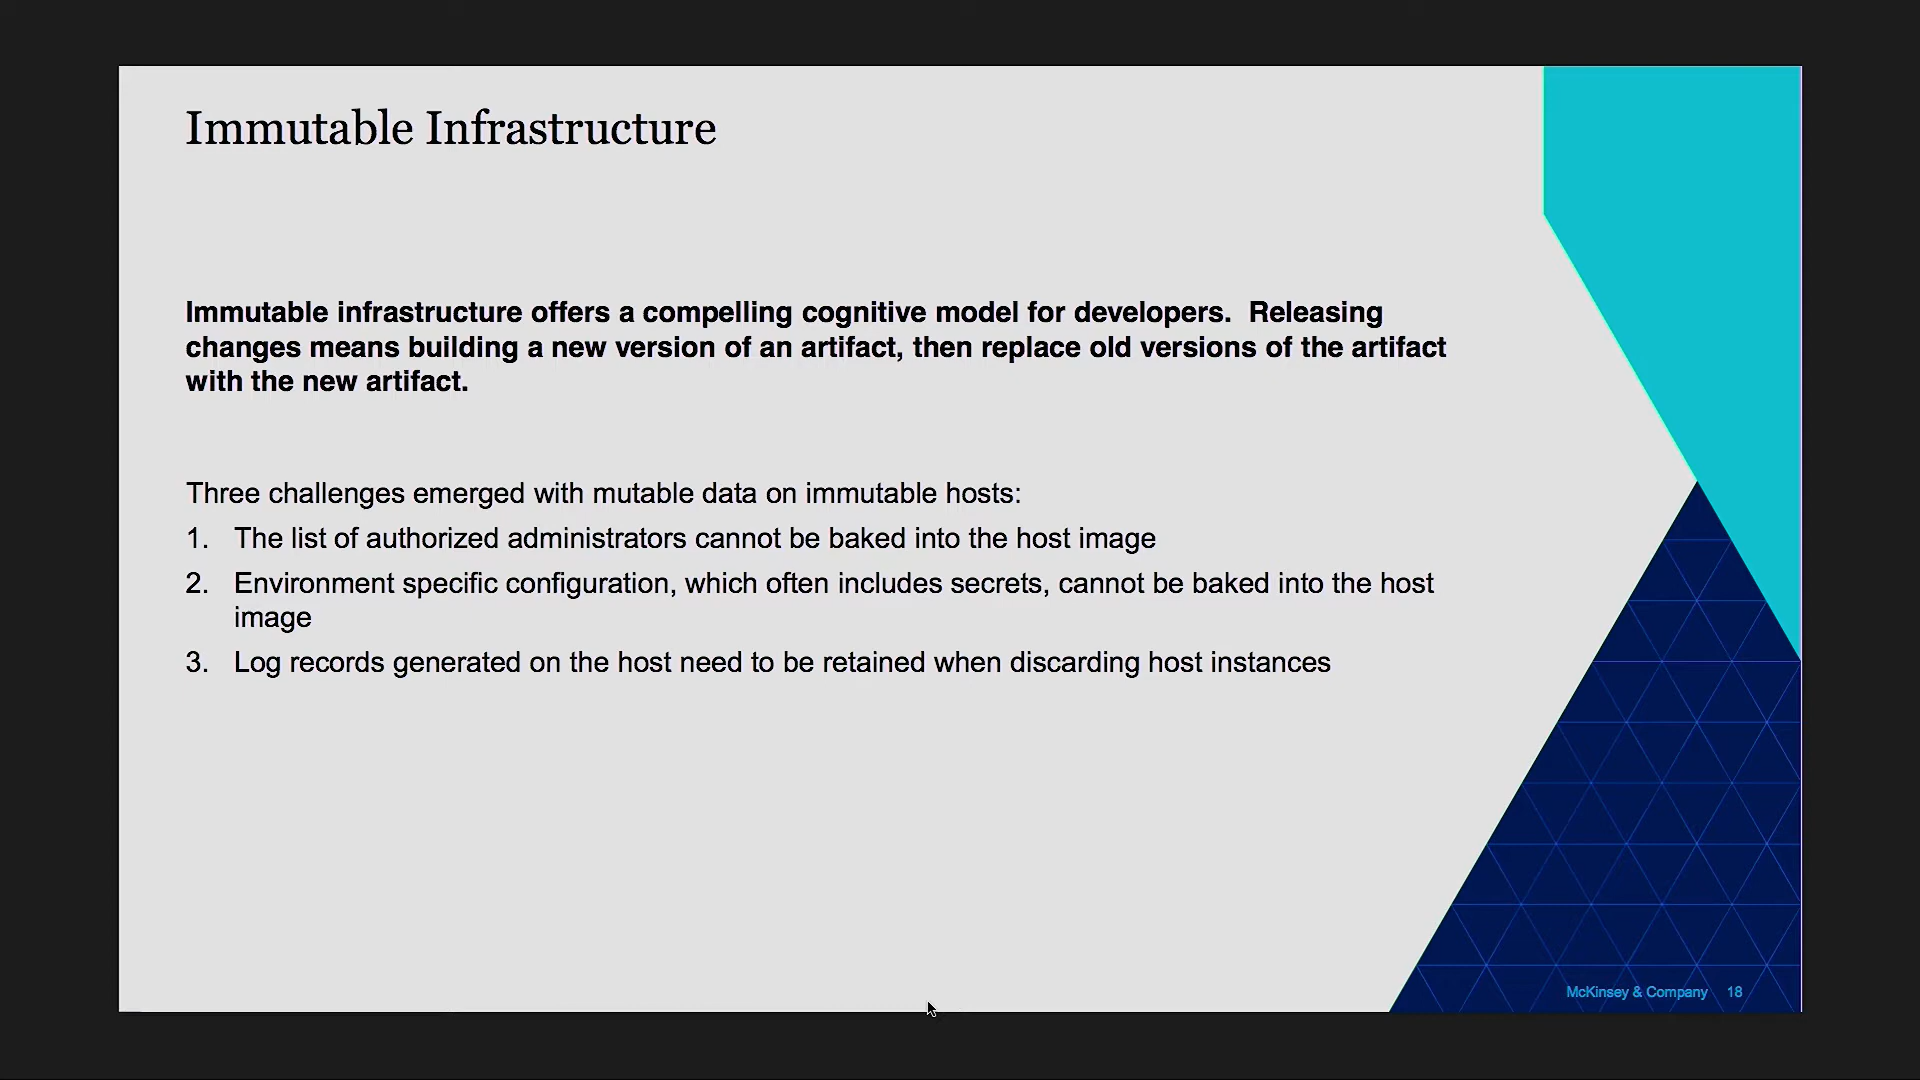 Immutable Infrastructure
Immutable infrastructure offers a compelling cognitive model for developers.  Releasing
changes means building a new version of an artifact, then replace old versions of the artifact
with the new artifact.
Three challenges emerged with mutable data on immutable hosts:
1. The list of authorized administrators cannot be baked into the host image
2. Environment specific configuration, which often includes secrets, cannot be baked into the host
image
3. Log records generated on the host need to be retained when discarding host instances
McKinsey & Company 18